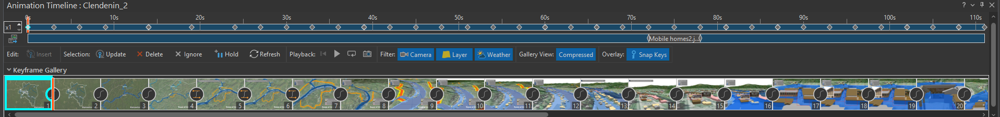 Animation Timeline : Clendenin_2
?
0s 10s 20s 30s 40s 50s 60s 70s 80s 90s 100s 110s
x1
Mobile homes2.j...
Edit: Insert Selection: Update Delete Ignore Hold Refresh Playback: Filter: Camera Layer Weather Gallery View: Compressed Overlay: Snap Keys
Keyframe Gallery
1 2 3 4 5 6 7 8 9 10 11 12 13 14 15 16 17 18 19 20